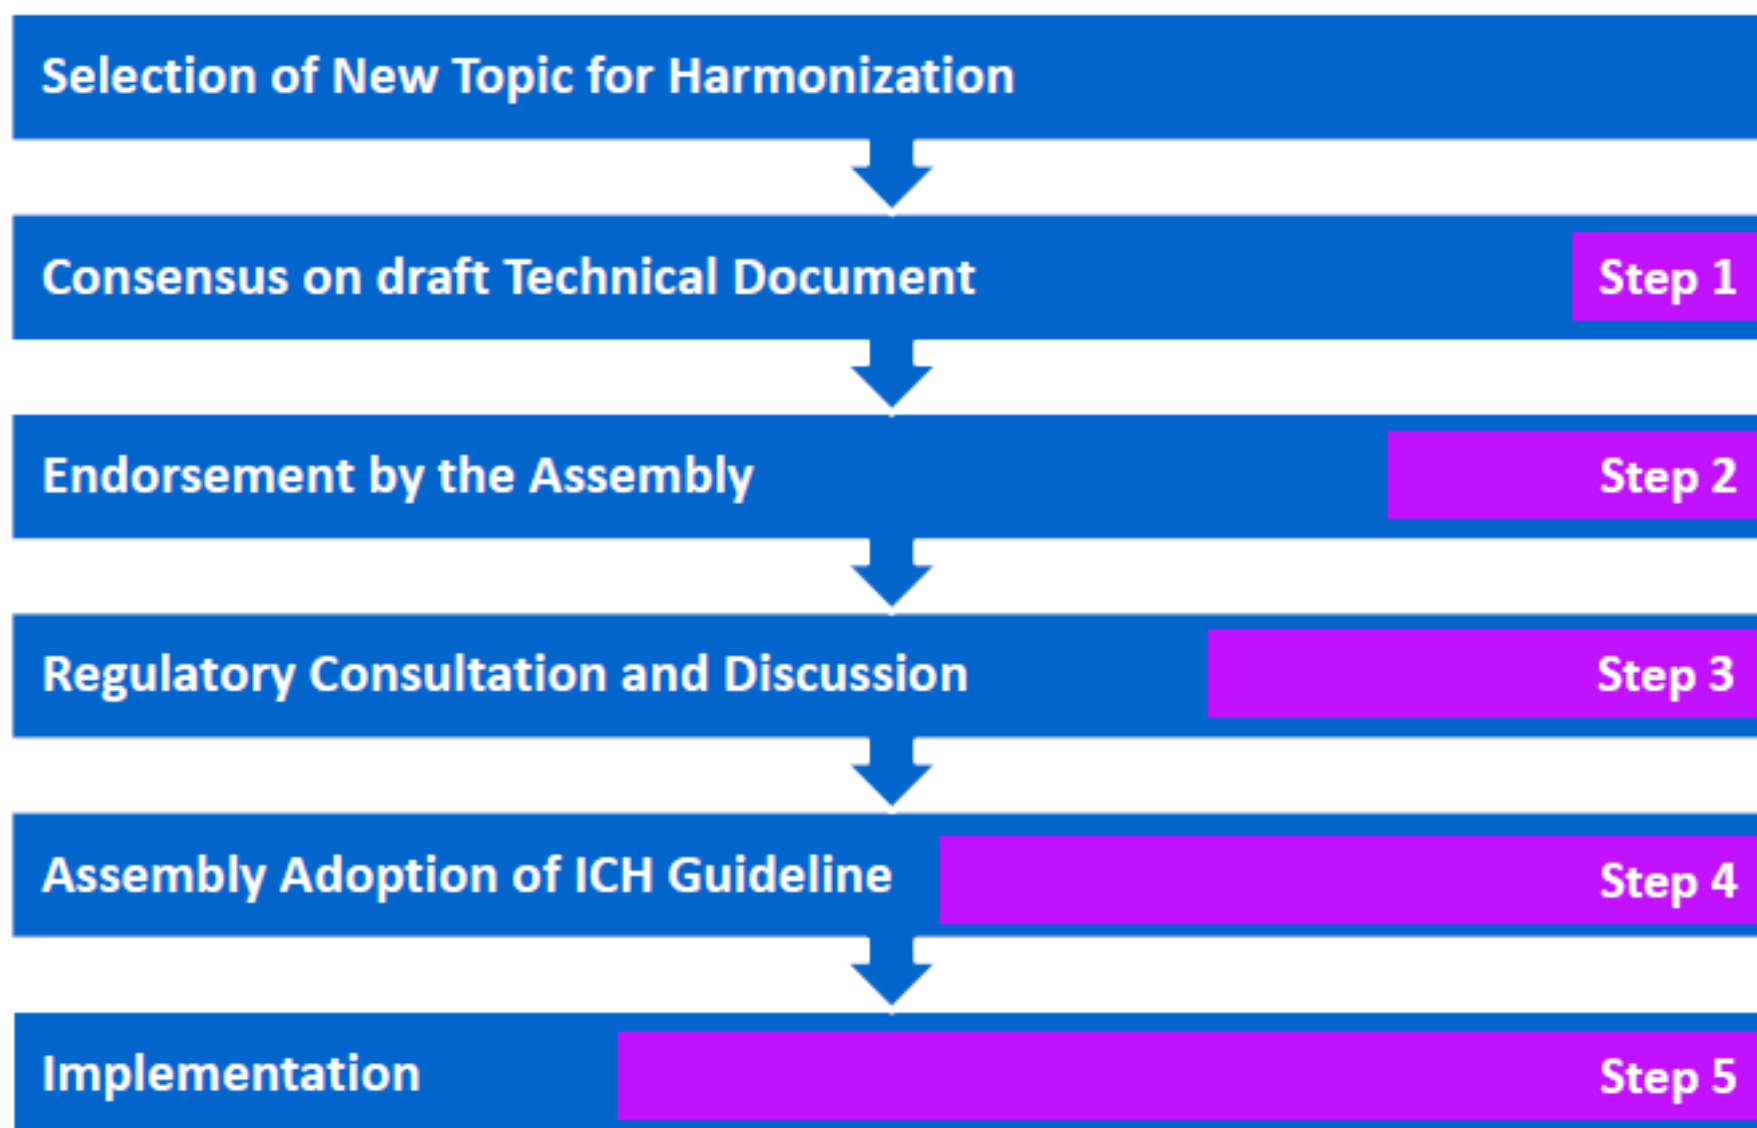 Selection of New Topic for Harmonization
Consensus on draft Technical Document
Step 1
Endorsement by the Assembly
Step 2
Regulatory Consultation and Discussion
Step 3
Assembly Adoption of ICH Guideline
Step 4
Implementation
Step 5